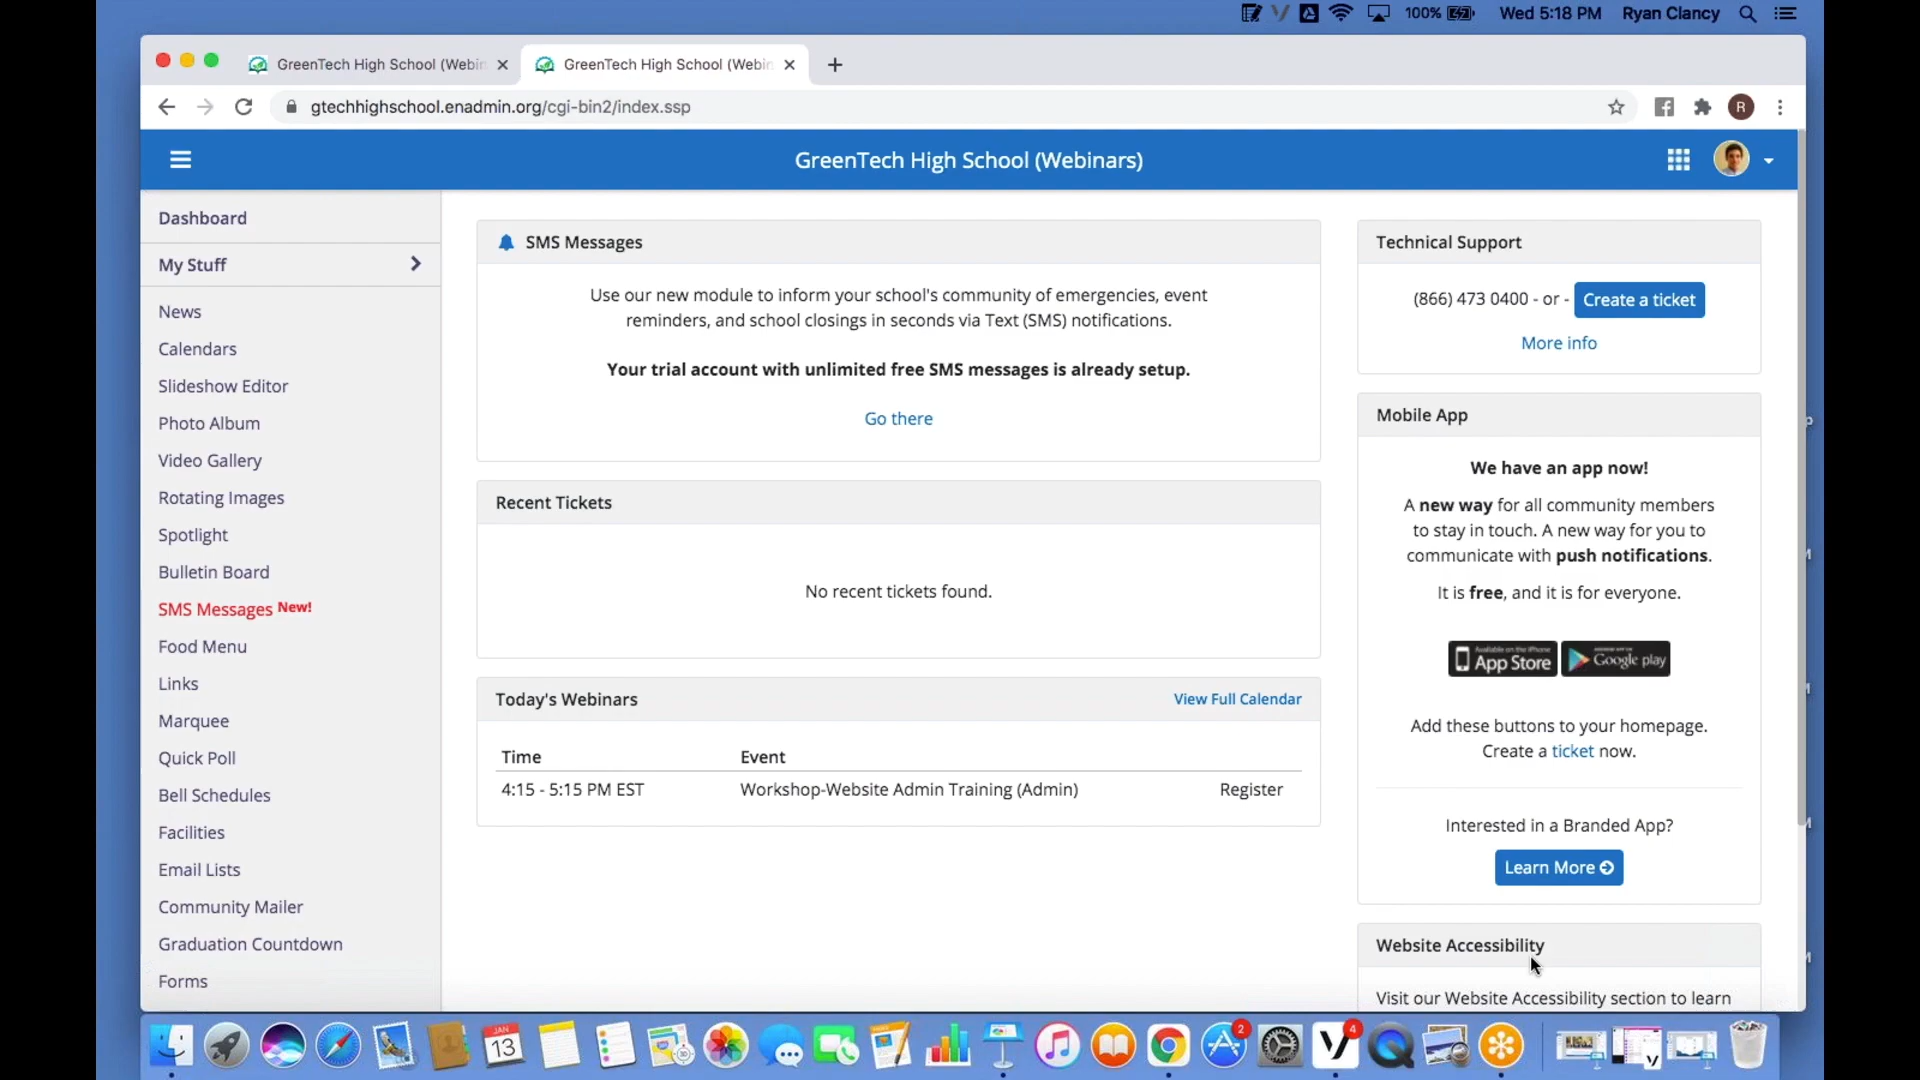 100%
Wed 5:18 PM
Ryan Clancy
GreenTech High School (Webin
GreenTech High School (Webin
gtechhighschool.enadmin.org/cgi-bin2/index.ssp
R
GreenTech High School (Webinars)
Dashboard
My Stuff
News
Calendars
Slideshow Editor
Photo Album
Video Gallery
Rotating Images
Spotlight
Bulletin Board
SMS Messages New!
Food Menu
Links
Marquee
Quick Poll
Bell Schedules
Facilities
Email Lists
Community Mailer
Graduation Countdown
Forms
SMS Messages
Use our new module to inform your school's community of emergencies, event
reminders, and school closings in seconds via Text (SMS) notifications.
Your trial account with unlimited free SMS messages is already setup.
Go there
Recent Tickets
No recent tickets found.
Today's Webinars
View Full Calendar
Time Event
4:15 - 5:15 PM EST Workshop-Website Admin Training (Admin) Register
Technical Support
(866) 473 0400 - or - Create a ticket
More info
Mobile App
We have an app now!
A new way for all community members
to stay in touch. A new way for you to
communicate with push notifications.
It is free, and it is for everyone.
Available on the iPhone
App Store
Google play
Add these buttons to your homepage.
Create a ticket now.
Interested in a Branded App?
Learn More
Website Accessibility
Visit our Website Accessibility section to learn
JAN
13
2
4